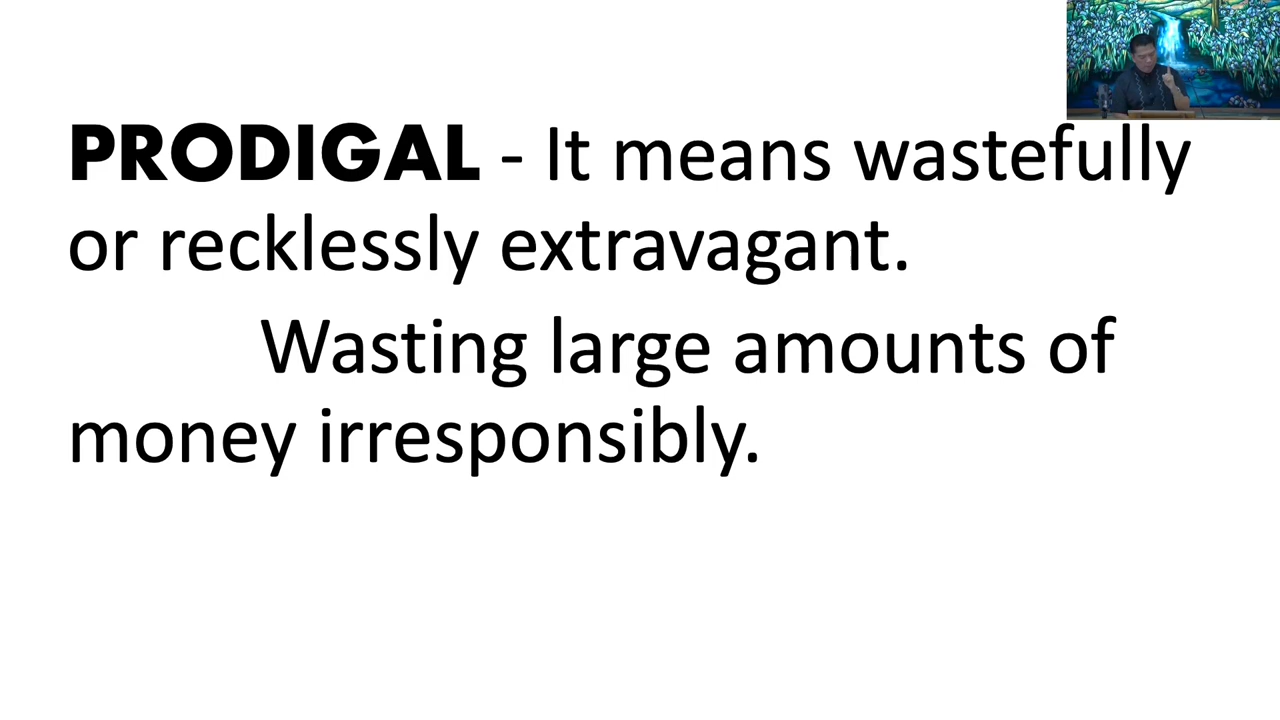 PRODIGAL - It means wastefully
or recklessly extravagant.
Wasting large amounts of
money irresponsibly.